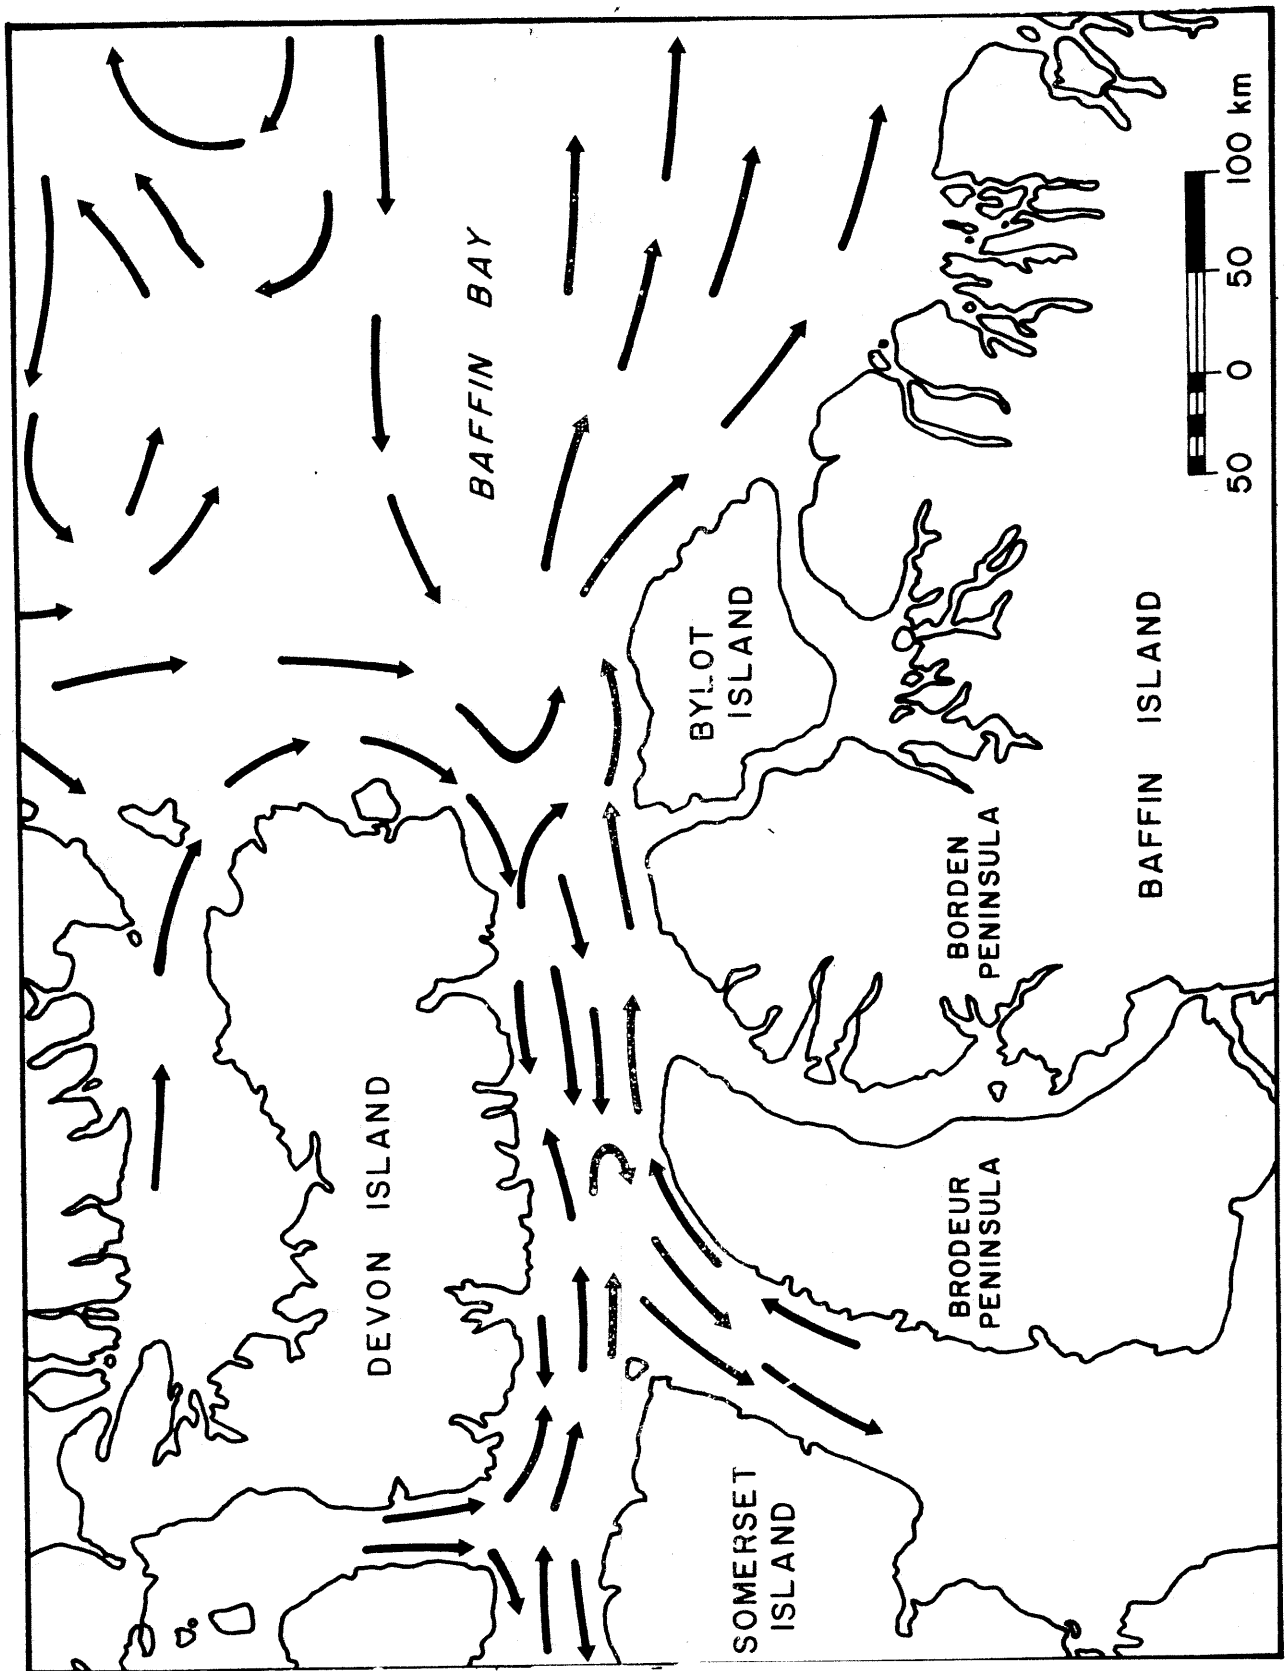 BAFFIN BAY
DEVON ISLAND
BYLOT
ISLAND
SOMERSET
ISLAND
BRODEUR
PENINSULA
BORDEN
PENINSULA
BAFFIN ISLAND
50 0 50 100 km